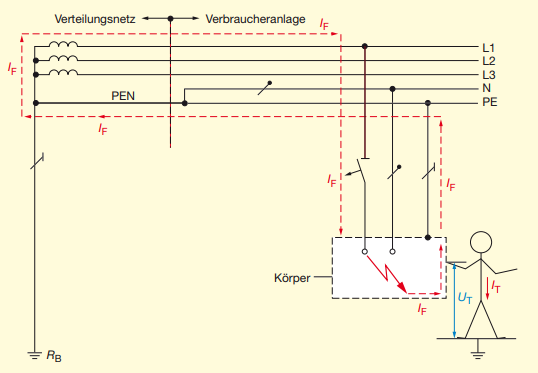 Verteilungsnetz
Verbraucheranlage
IF
L1
IF
L2
L3
PEN
N
PE
IF
IF
IF
Körper
UT
IT
IF
RB